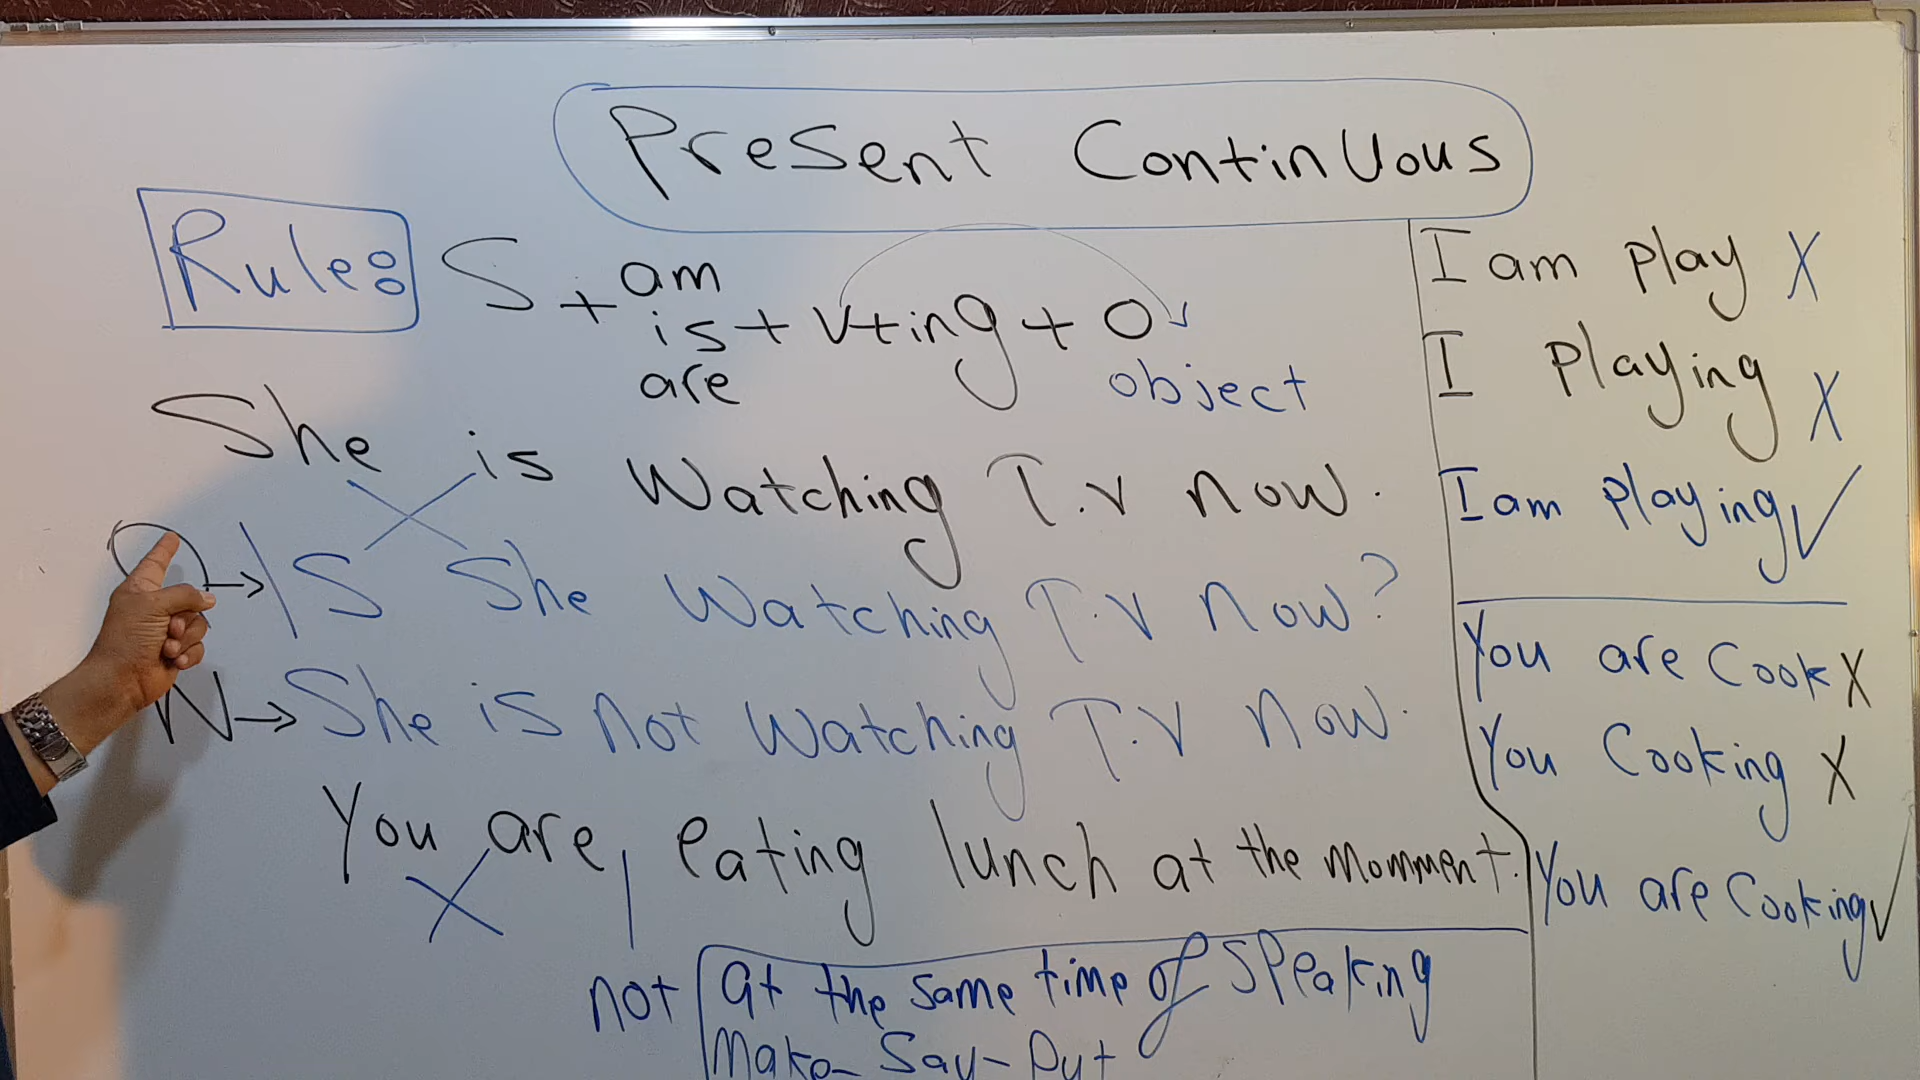 Present Continuous
Rule: S + am
is + v+ing + O
are object
She is Watching T.V now.
→ Is She Watching T.V now?
N → She is not Watching T.V now.
You are, eating lunch at the momment.
not
at the same time of speaking
Make - Say - Put
I am play X
I Playing X
I am playing ✓
You are Cook X
You Cooking X
You are Cooking ✓